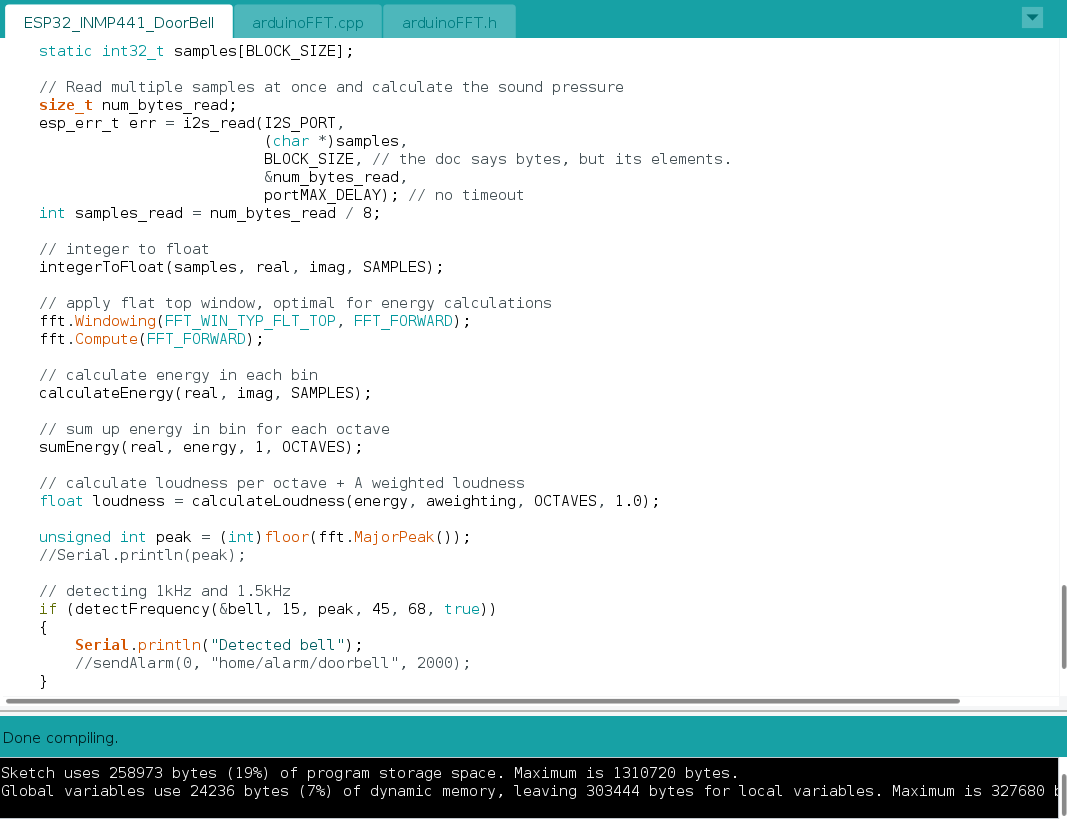 ESP32_INMP441_DoorBell arduinoFFT.cpp arduinoFFT.h
static int32_t samples[BLOCK_SIZE];
// Read multiple samples at once and calculate the sound pressure
size_t num_bytes_read;
esp_err_t err = i2s_read(I2S_PORT,
(char *)samples,
BLOCK_SIZE, // the doc says bytes, but its elements.
&num_bytes_read,
portMAX_DELAY); // no timeout
int samples_read = num_bytes_read / 8;
// integer to float
integerToFloat(samples, real, imag, SAMPLES);
// apply flat top window, optimal for energy calculations
fft.Windowing(FFT_WIN_TYP_FLT_TOP, FFT_FORWARD);
fft.Compute(FFT_FORWARD);
// calculate energy in each bin
calculateEnergy(real, imag, SAMPLES);
// sum up energy in bin for each octave
sumEnergy(real, energy, 1, OCTAVES);
// calculate loudness per octave + A weighted loudness
float loudness = calculateLoudness(energy, aweighting, OCTAVES, 1.0);
unsigned int peak = (int)floor(fft.MajorPeak());
//Serial.println(peak);
// detecting 1kHz and 1.5kHz
if (detectFrequency(&bell, 15, peak, 45, 68, true))
{
Serial.println("Detected bell");
//sendAlarm(0, "home/alarm/doorbell", 2000);
}
Done compiling.
Sketch uses 258973 bytes (19%) of program storage space. Maximum is 1310720 bytes.
Global variables use 24236 bytes (7%) of dynamic memory, leaving 303444 bytes for local variables. Maximum is 327680 b